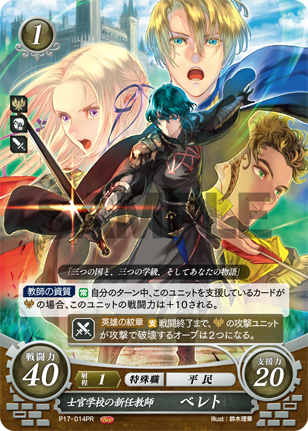 1
SAMPLE
「三つの国と、三つの学級、そしてあなたの物語」
教師の資質 常 自分のターン中、このユニットを支援しているカードが
の場合、このユニットの戦闘力は+10される。
英雄の紋章 支 戦闘終了まで、の攻撃ユニット
が攻撃で破壊するオーブは2つになる。
戦闘力 40
射程 1 特殊職 平民
支援力 20
士官学校の新任教師 ベレト
P17-014PR Illust:鈴木理華